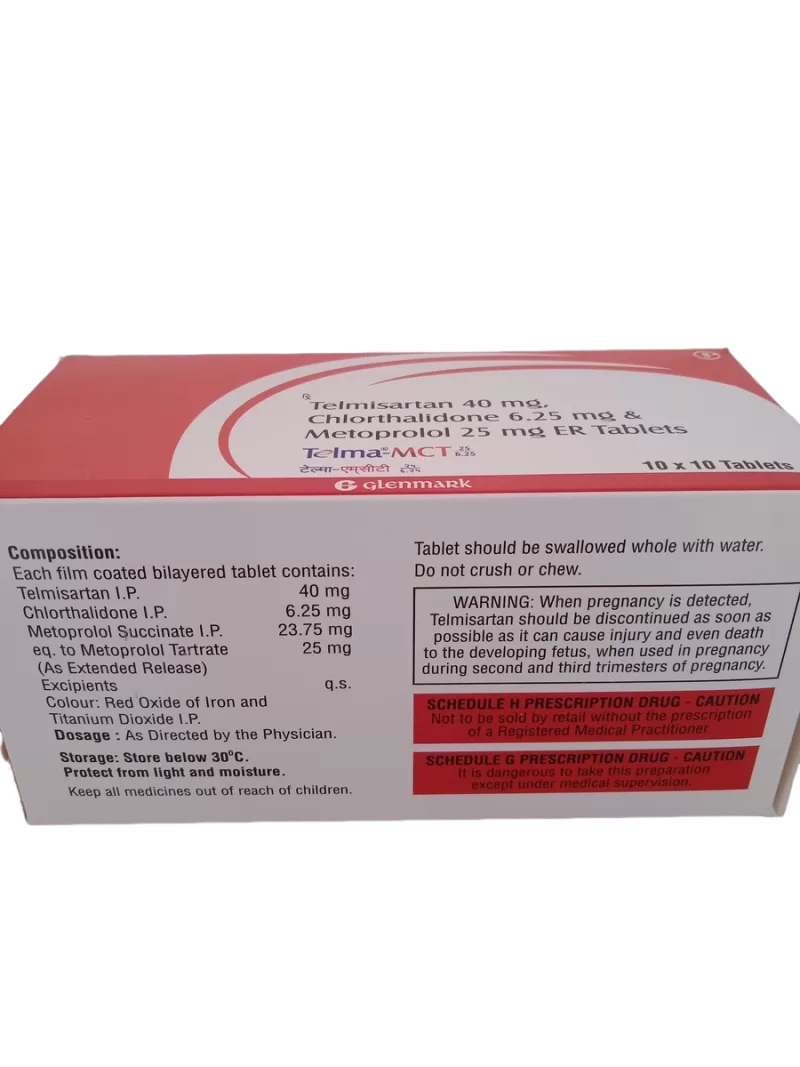 ℞
Telmisartan 40 mg,
Chlorthalidone 6.25 mg &
Metoprolol 25 mg ER Tablets
Telma®-MCT 25 6.25
टेल्मा-एमसीटी
10 x 10 Tablets
glenmark
Composition:
Each film coated bilayered tablet contains:
Telmisartan I.P. 40 mg
Chlorthalidone I.P. 6.25 mg
Metoprolol Succinate I.P. 23.75 mg
eq. to Metoprolol Tartrate 25 mg
(As Extended Release)
Excipients q.s.
Colour: Red Oxide of Iron and
Titanium Dioxide I.P.
Dosage : As Directed by the Physician.
Storage: Store below 30°C.
Protect from light and moisture.
Keep all medicines out of reach of children.
Tablet should be swallowed whole with water.
Do not crush or chew.
WARNING: When pregnancy is detected,
Telmisartan should be discontinued as soon as
possible as it can cause injury and even death
to the developing fetus, when used in pregnancy
during second and third trimesters of pregnancy.
SCHEDULE H PRESCRIPTION DRUG - CAUTION
Not to be sold by retail without the prescription
of a Registered Medical Practitioner.
SCHEDULE G PRESCRIPTION DRUG - CAUTION
It is dangerous to take this preparation
except under medical supervision.